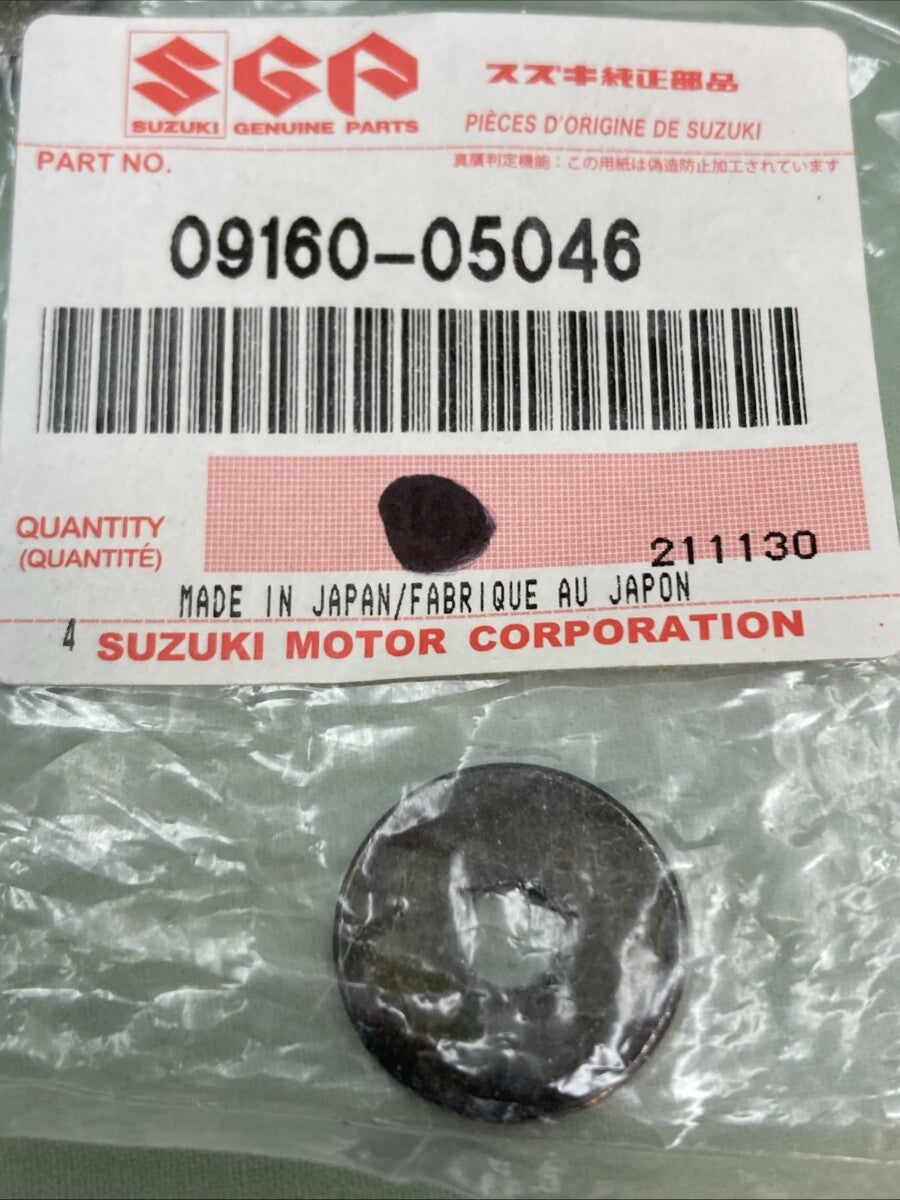 SGP
SUZUKI GENUINE PARTS
スズキ純正部品
PIÈCES D'ORIGINE DE SUZUKI
PART NO.
真贋判定機能：この用紙は偽造防止加工されています
09160-05046
QUANTITY
(QUANTITÉ)
211130
MADE IN JAPAN/FABRIQUE AU JAPON
4
SUZUKI MOTOR CORPORATION